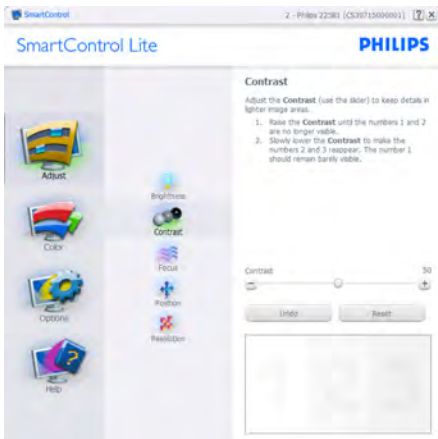 SmartControl
SmartControl Lite
PHILIPS
Adjust
Color
Options
Help
Brightness
Contrast
Focus
Position
Resolution
Contrast
Adjust the Contrast (use the slider) to keep details in
lighter image areas.
1. Raise the Contrast until the numbers 1 and 2
are no longer visible.
2. Slowly lower the Contrast to make the
numbers 2 and 3 reappear. The number 1
should remain barely visible.
Contrast 50
Undo Reset
1 2 3